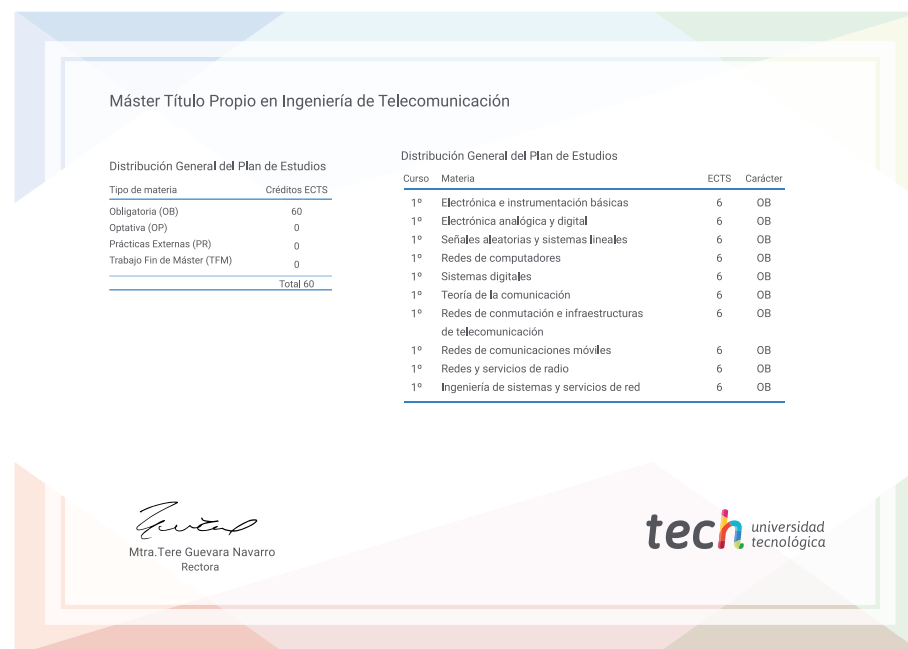 Máster Título Propio en Ingeniería de Telecomunicación
Distribución General del Plan de Estudios
Tipo de materia Créditos ECTS
Obligatoria (OB) 60
Optativa (OP) 0
Prácticas Externas (PR) 0
Trabajo Fin de Máster (TFM) 0
Total 60
Distribución General del Plan de Estudios
Curso Materia ECTS Carácter
1º Electrónica e instrumentación básicas 6 OB
1º Electrónica analógica y digital 6 OB
1º Señales aleatorias y sistemas lineales 6 OB
1º Redes de computadores 6 OB
1º Sistemas digitales 6 OB
1º Teoría de la comunicación 6 OB
1º Redes de conmutación e infraestructuras 6 OB
de telecomunicación
1º Redes de comunicaciones móviles 6 OB
1º Redes y servicios de radio 6 OB
1º Ingeniería de sistemas y servicios de red 6 OB
Mtra.Tere Guevara Navarro
Rectora
tech universidad
tecnológica